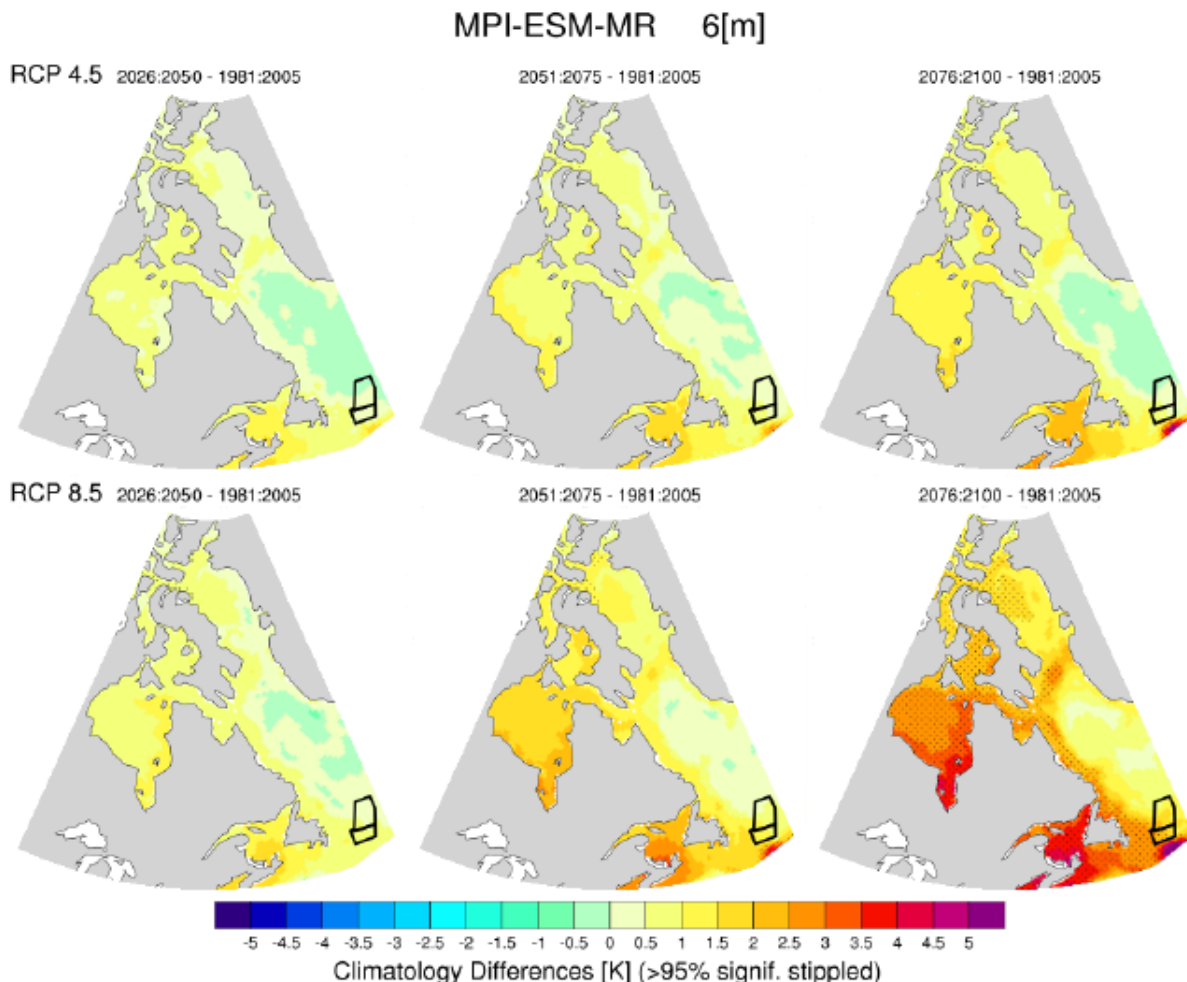 MPI-ESM-MR 6[m]
RCP 4.5 2026:2050 - 1981:2005 2051:2075 - 1981:2005 2076:2100 - 1981:2005
RCP 8.5 2026:2050 - 1981:2005 2051:2075 - 1981:2005 2076:2100 - 1981:2005
-5 -4.5 -4 -3.5 -3 -2.5 -2 -1.5 -1 -0.5 0 0.5 1 1.5 2 2.5 3 3.5 4 4.5 5
Climatology Differences [K] (>95% signif. stippled)